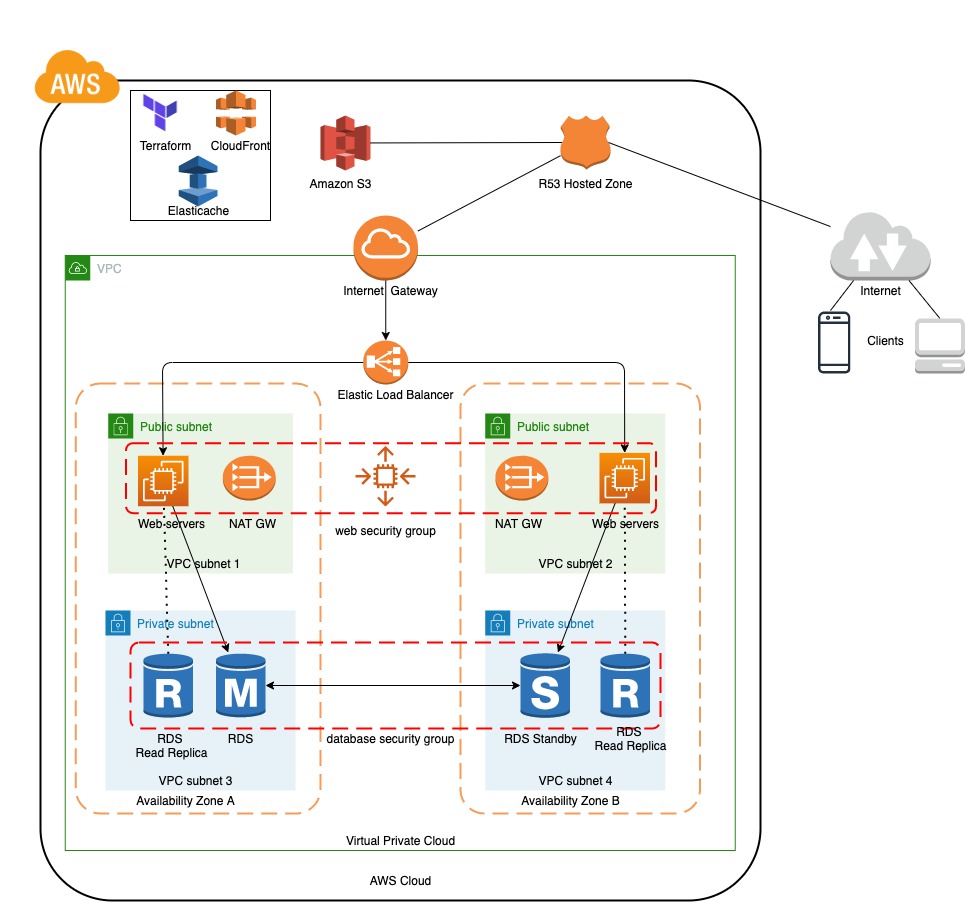 AWS
Terraform
CloudFront
Elasticache
Amazon S3
R53 Hosted Zone
Internet
Clients
VPC
Internet Gateway
Elastic Load Balancer
Public subnet
Public subnet
Web servers
NAT GW
web security group
NAT GW
Web servers
VPC subnet 1
VPC subnet 2
Private subnet
Private subnet
R
M
S
R
RDS
Read Replica
RDS
database security group
RDS Standby
RDS
Read Replica
VPC subnet 3
VPC subnet 4
Availability Zone A
Availability Zone B
Virtual Private Cloud
AWS Cloud